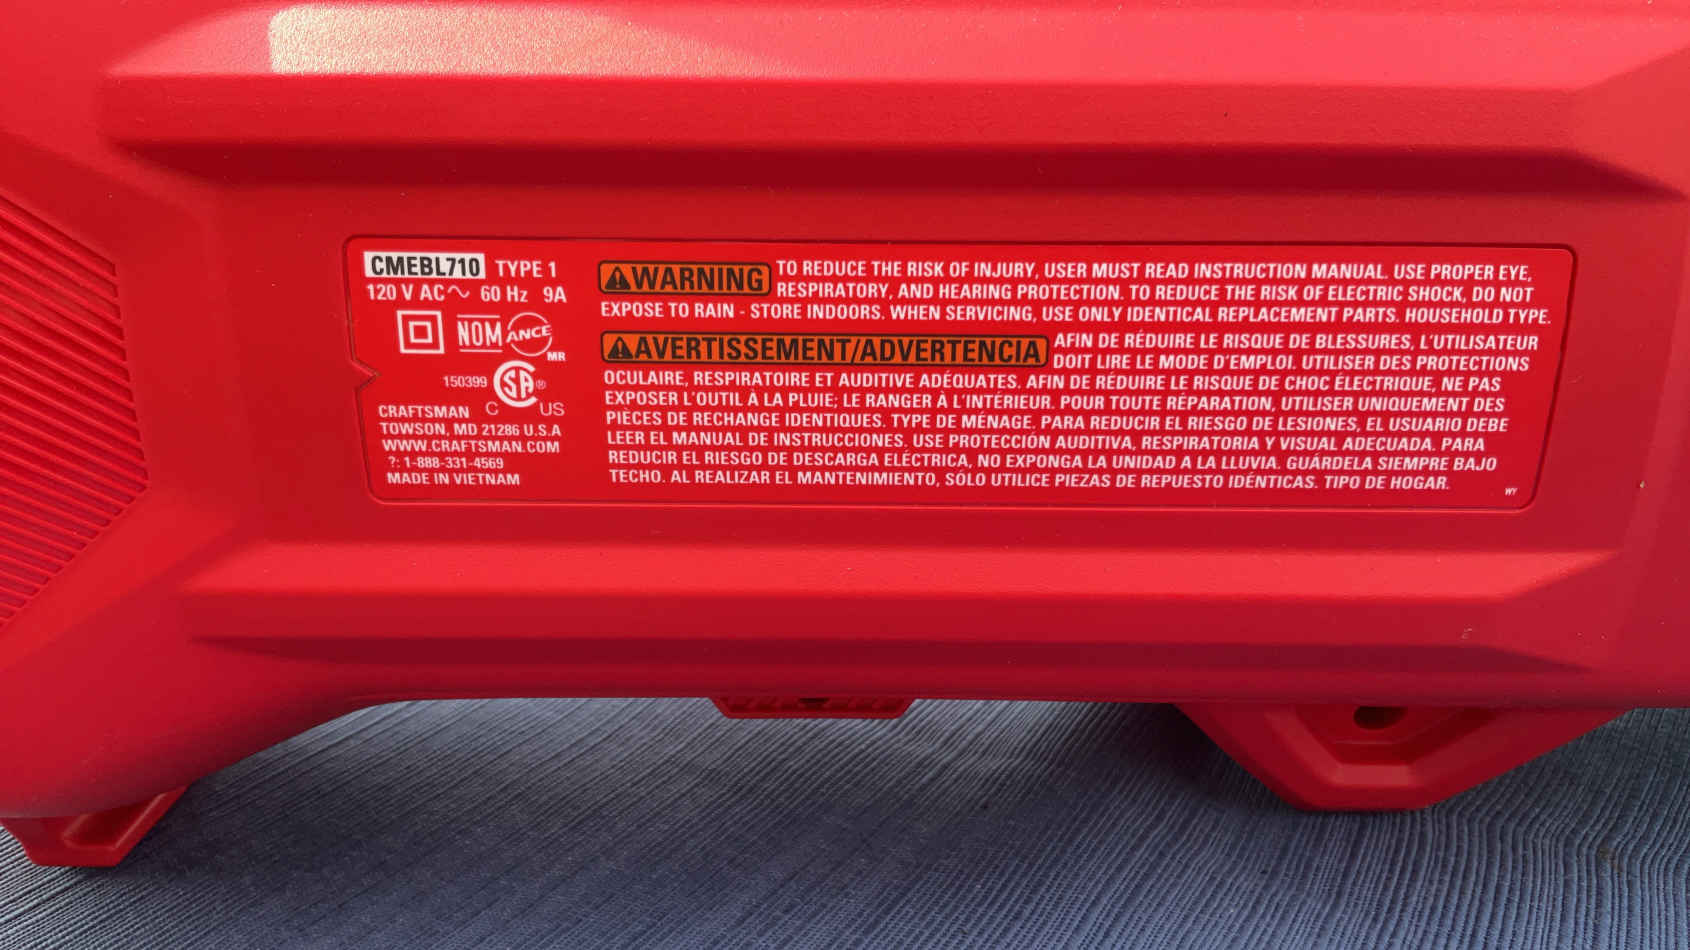 CMEBL710 TYPE 1
120 V AC~ 60 Hz 9A
NOM ANCE
MR
150399 SA®
C US
CRAFTSMAN
TOWSON, MD 21286 U.S.A
WWW.CRAFTSMAN.COM
?: 1-888-331-4569
MADE IN VIETNAM
WARNING TO REDUCE THE RISK OF INJURY, USER MUST READ INSTRUCTION MANUAL. USE PROPER EYE,
RESPIRATORY, AND HEARING PROTECTION. TO REDUCE THE RISK OF ELECTRIC SHOCK, DO NOT
EXPOSE TO RAIN - STORE INDOORS. WHEN SERVICING, USE ONLY IDENTICAL REPLACEMENT PARTS. HOUSEHOLD TYPE.
AVERTISSEMENT/ADVERTENCIA AFIN DE RÉDUIRE LE RISQUE DE BLESSURES, L'UTILISATEUR
DOIT LIRE LE MODE D'EMPLOI. UTILISER DES PROTECTIONS
OCULAIRE, RESPIRATOIRE ET AUDITIVE ADÉQUATES. AFIN DE RÉDUIRE LE RISQUE DE CHOC ÉLECTRIQUE, NE PAS
EXPOSER L'OUTIL À LA PLUIE; LE RANGER À L'INTÉRIEUR. POUR TOUTE RÉPARATION, UTILISER UNIQUEMENT DES
PIÈCES DE RECHANGE IDENTIQUES. TYPE DE MÉNAGE. PARA REDUCIR EL RIESGO DE LESIONES, EL USUARIO DEBE
LEER EL MANUAL DE INSTRUCCIONES. USE PROTECCIÓN AUDITIVA, RESPIRATORIA Y VISUAL ADECUADA. PARA
REDUCIR EL RIESGO DE DESCARGA ELÉCTRICA, NO EXPONGA LA UNIDAD A LA LLUVIA. GUÁRDELA SIEMPRE BAJO
TECHO. AL REALIZAR EL MANTENIMIENTO, SÓLO UTILICE PIEZAS DE REPUESTO IDÉNTICAS. TIPO DE HOGAR.
WY